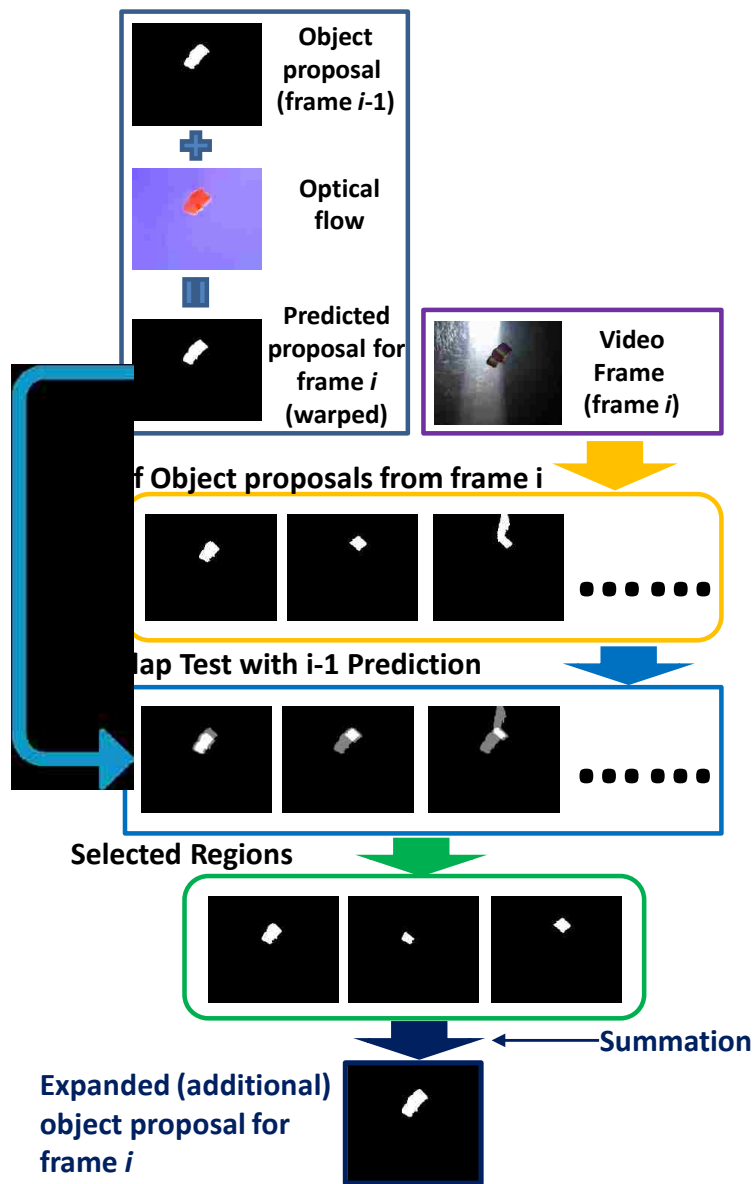 Object
proposal
(frame i-1)
Optical
flow
Predicted
proposal for
frame i
(warped)
Video
Frame
(frame i)
f Object proposals from frame i
lap Test with i-1 Prediction
Selected Regions
Summation
Expanded (additional)
object proposal for
frame i